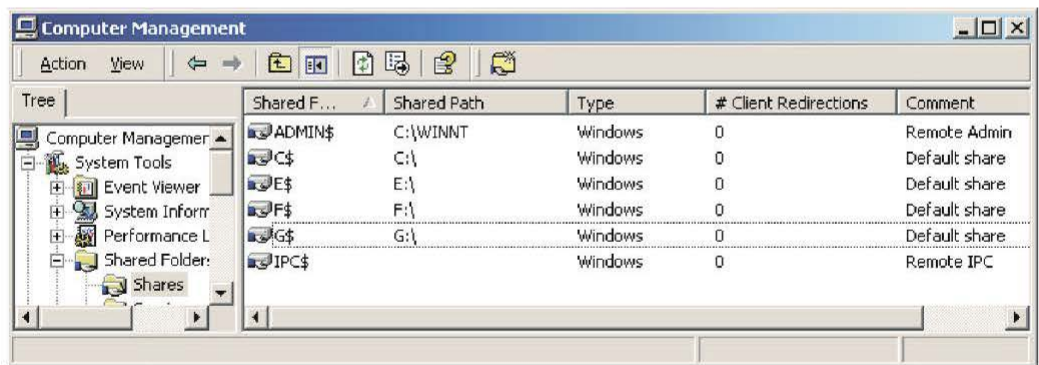 Computer Management
Action View
Tree
Shared F... Shared Path Type # Client Redirections Comment
Computer Managemer
System Tools
Event Viewer
System Inform
Performance L
Shared Folder:
Shares
ADMIN$ C:\WINNT Windows 0 Remote Admin
C$ C:\ Windows 0 Default share
E$ E:\ Windows 0 Default share
F$ F:\ Windows 0 Default share
G$ G:\ Windows 0 Default share
IPC$ Windows 0 Remote IPC